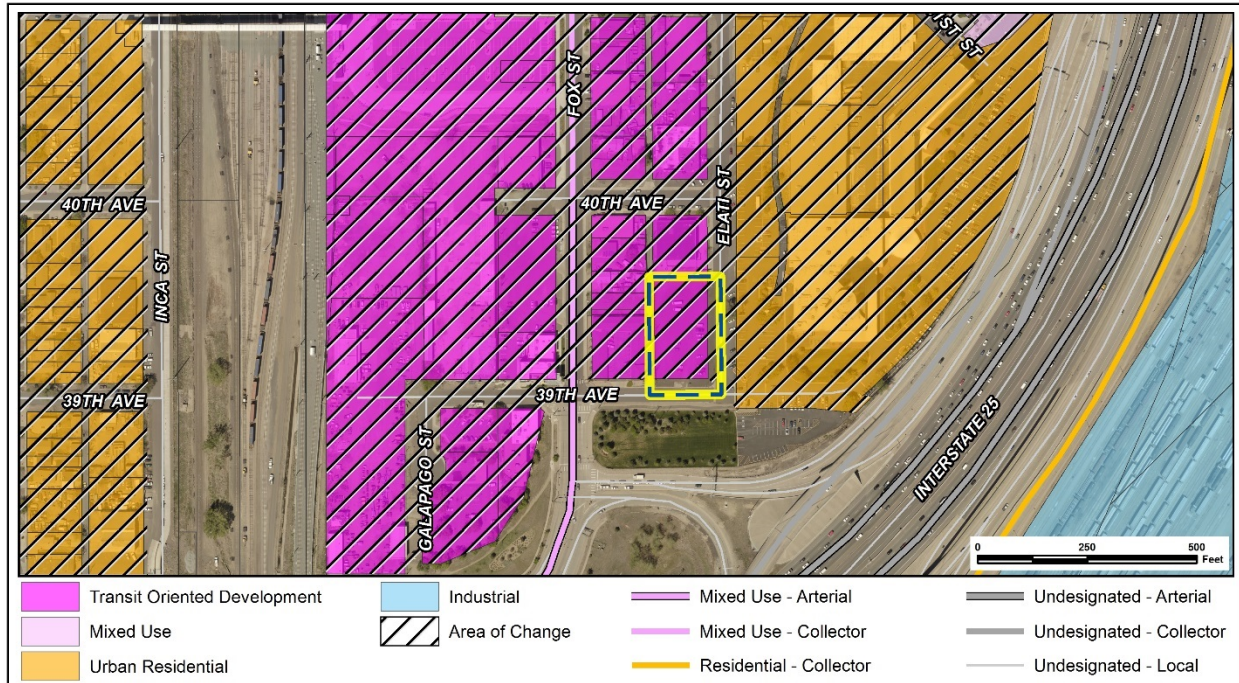 FOX ST
1ST ST
40TH AVE
40TH AVE
ELATI ST
INCA ST
39TH AVE
39TH AVE
GALAPAGO ST
INTERSTATE 25
0 250 500
Feet
Transit Oriented Development
Industrial
Mixed Use - Arterial
Undesignated - Arterial
Mixed Use
Area of Change
Mixed Use - Collector
Undesignated - Collector
Urban Residential
Residential - Collector
Undesignated - Local